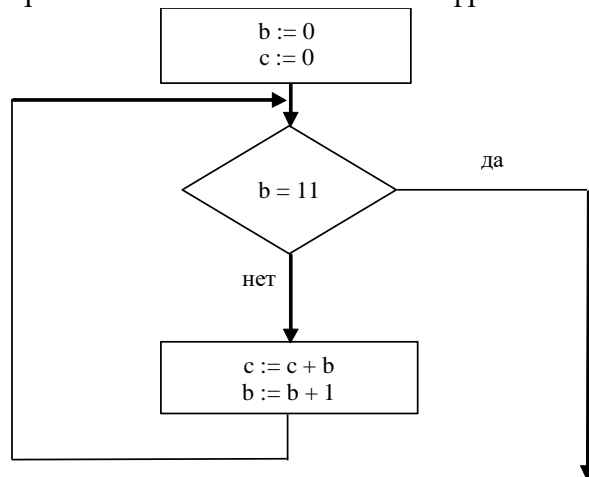 b := 0
c := 0
b = 11
да
нет
c := c + b
b := b + 1